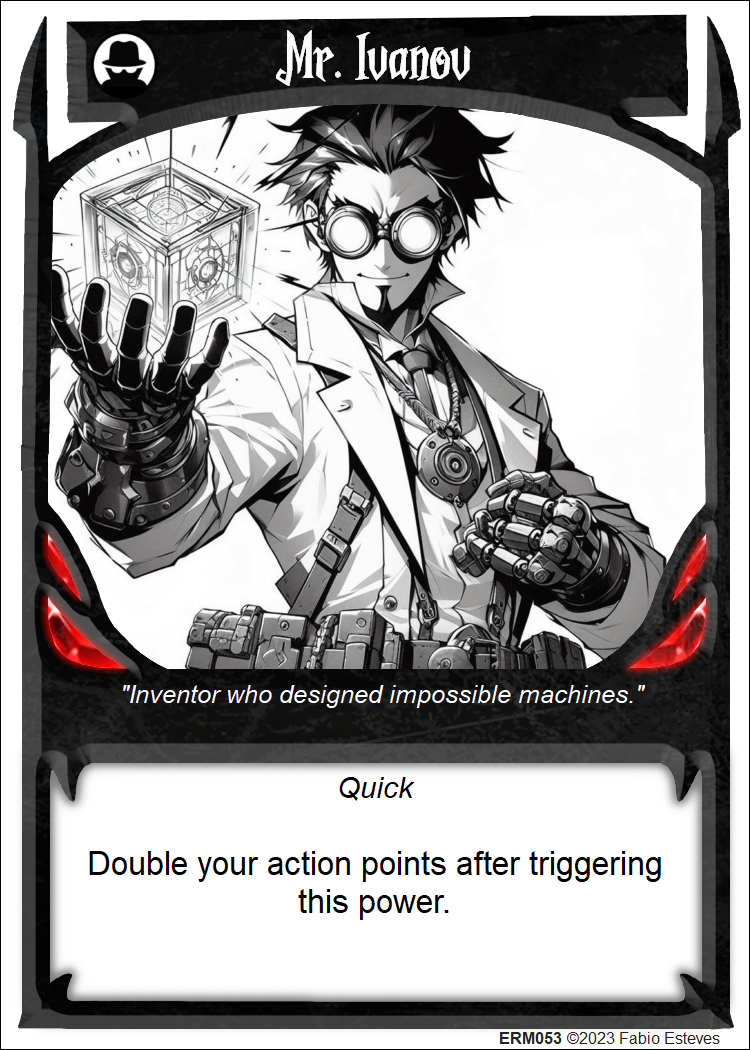 Mr. Ivanov
"Inventor who designed impossible machines."
Quick
Double your action points after triggering
this power.
ERM053 ©2023 Fabio Esteves